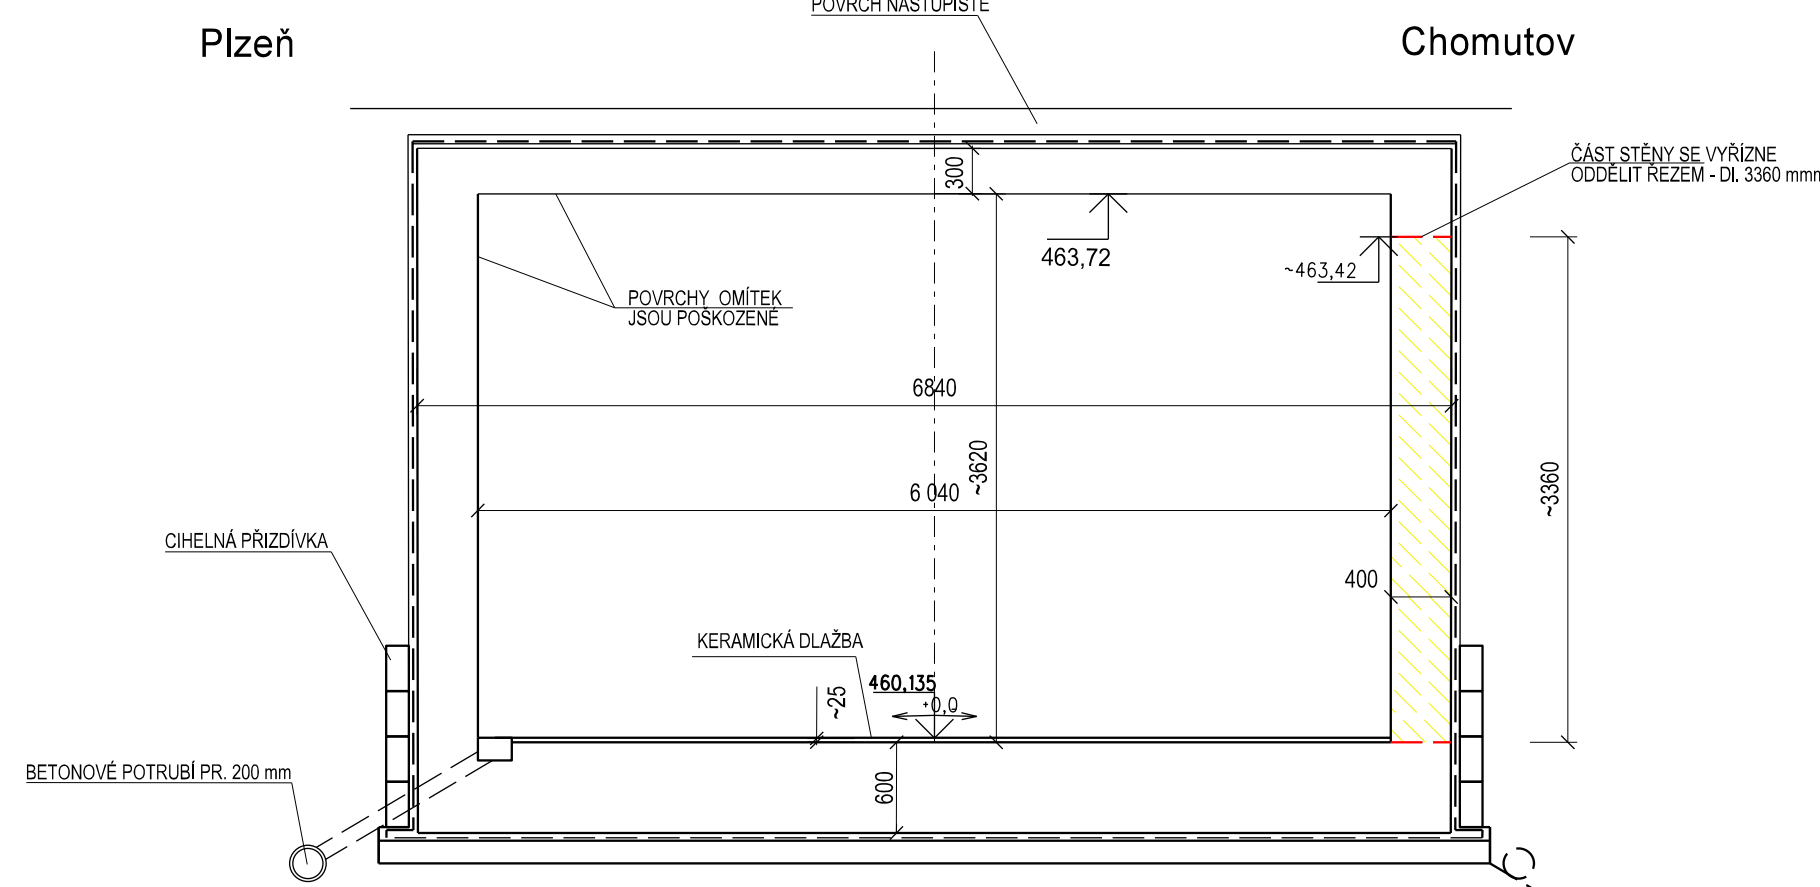 POVRCH NÁSTUPIŠTĚ
Plzeň
Chomutov
ČÁST STĚNY SE VYŘÍZNE
ODDĚLIT ŘEZEM - Dl. 3360 mmm
300
463,72
~463,42
POVRCHY OMÍTEK
JSOU POŠKOZENÉ
6840
~3620
6 040
~3360
CIHELNÁ PŘIZDÍVKA
400
KERAMICKÁ DLAŽBA
460,135
+0,0
~25
BETONOVÉ POTRUBÍ PR. 200 mm
600